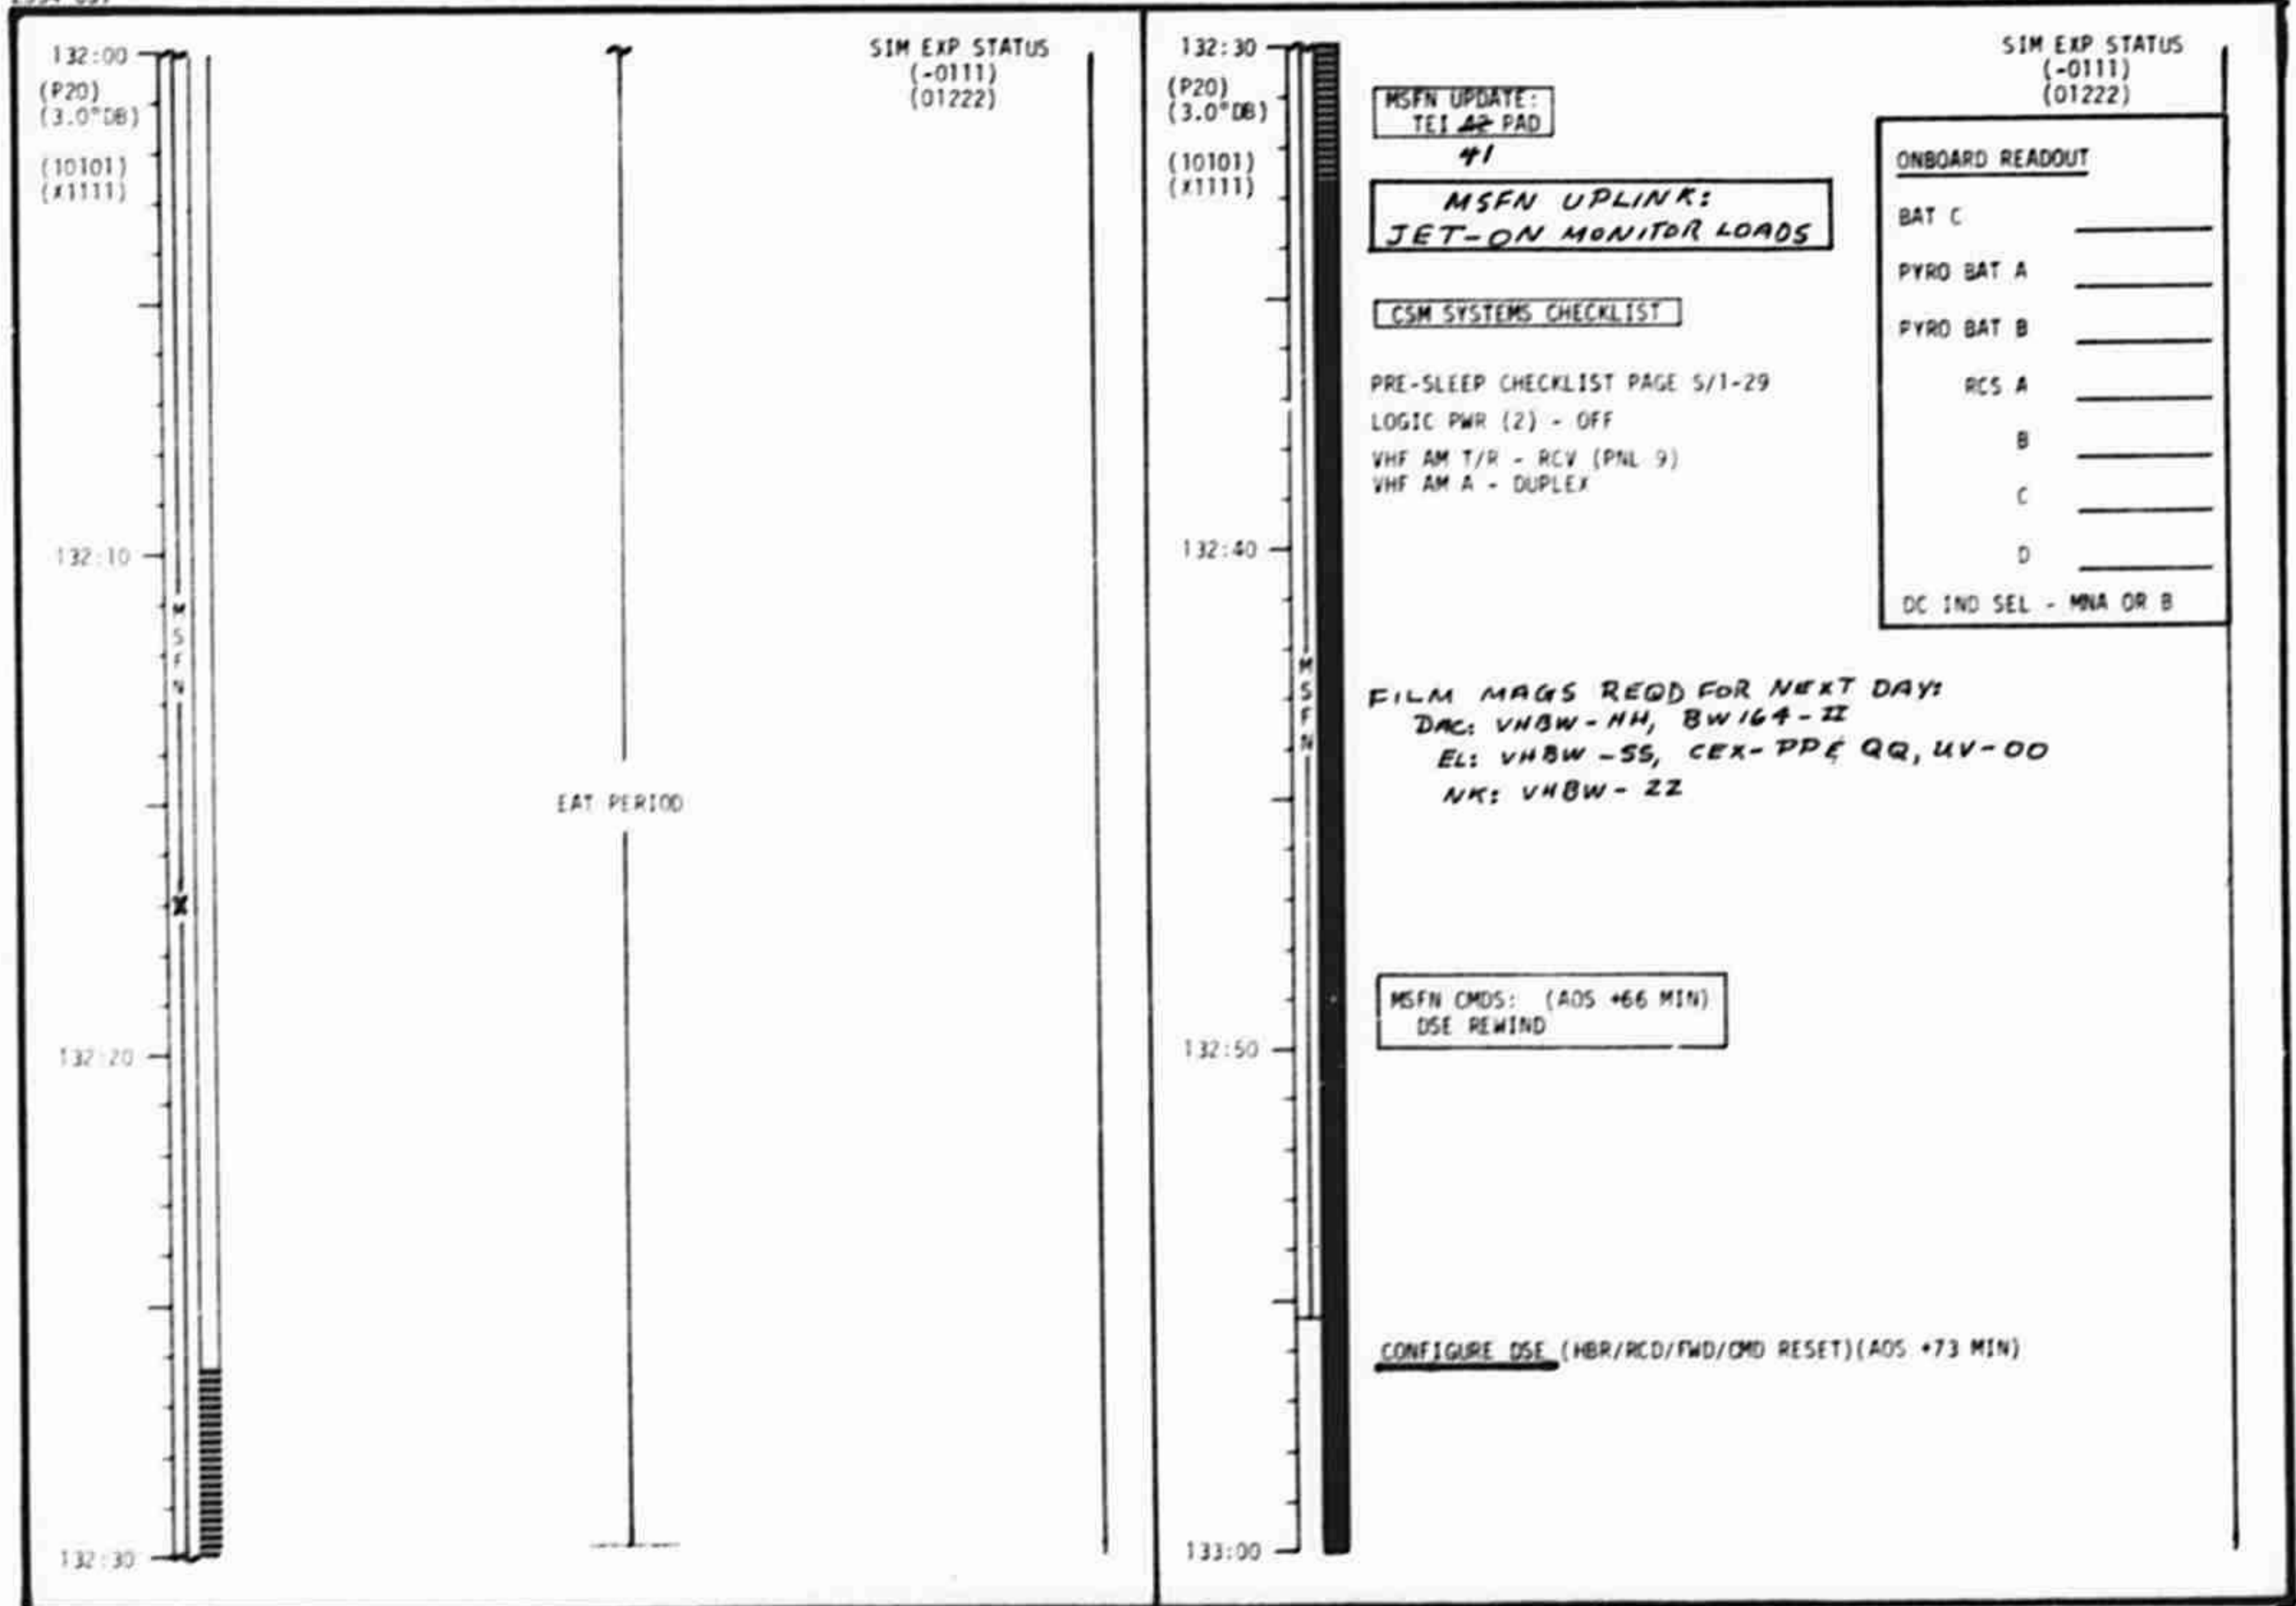 132:00
(P20)
(3.0°DB)
(10101)
(X1111)
SIM EXP STATUS
(-0111)
(01222)
132:10
MSFN
EAT PERIOD
132:20
132:30
132:30
(P20)
(3.0°DB)
(10101)
(X1111)
SIM EXP STATUS
(-0111)
(01222)
MSFN UPDATE:
TEI 42 PAD
41
MSFN UPLINK:
JET-ON MONITOR LOADS
CSM SYSTEMS CHECKLIST
PRE-SLEEP CHECKLIST PAGE S/1-29
LOGIC PWR (2) - OFF
VHF AM T/R - RCV (PNL 9)
VHF AM A - DUPLEX
ONBOARD READOUT
BAT C
PYRO BAT A
PYRO BAT B
RCS A
B
C
D
DC IND SEL - MNA OR B
132:40
MSFN
FILM MAGS REQD FOR NEXT DAY:
DAC: VHBW-HH, BW164-II
EL: VHBW-SS, CEX-PP & QQ, UV-OO
NK: VHBW-ZZ
MSFN CMDS: (AOS +66 MIN)
DSE REWIND
132:50
CONFIGURE DSE (HBR/RCD/FWD/CMD RESET)(AOS +73 MIN)
133:00